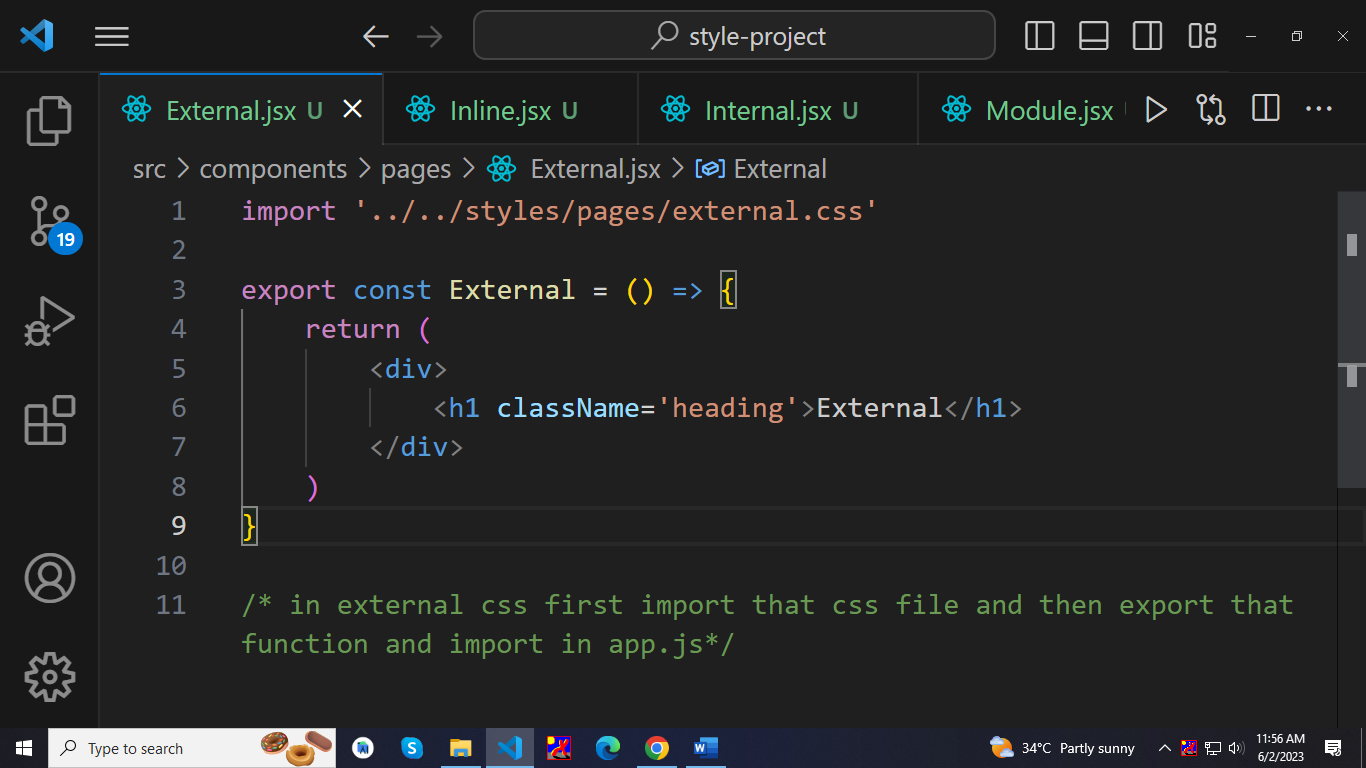 style-project
External.jsx U Inline.jsx U Internal.jsx U Module.jsx
src > components > pages > External.jsx > External
1 import '../../styles/pages/external.css'
2
3 export const External = () => {
4     return (
5         <div>
6             <h1 className='heading'>External</h1>
7         </div>
8     )
9 }
10
11 /* in external css first import that css file and then export that
function and import in app.js*/
19
Type to search
34°C Partly sunny
11:56 AM
6/2/2023